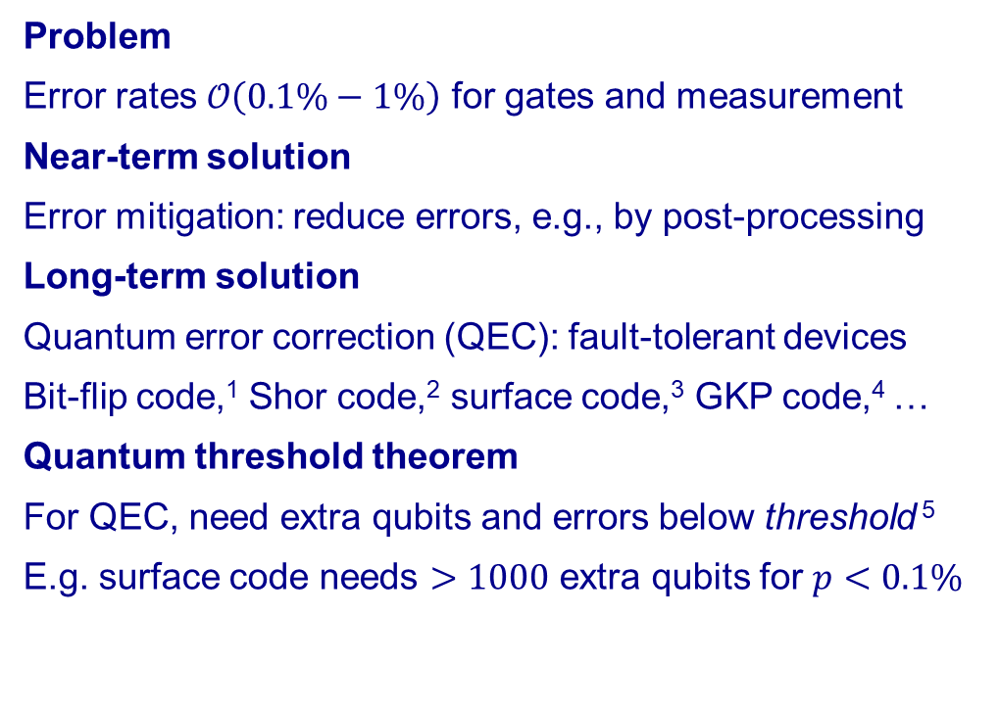 Problem
Error rates 𝒪(0.1% − 1%) for gates and measurement
Near-term solution
Error mitigation: reduce errors, e.g., by post-processing
Long-term solution
Quantum error correction (QEC): fault-tolerant devices
Bit-flip code,¹ Shor code,² surface code,³ GKP code,⁴ …
Quantum threshold theorem
For QEC, need extra qubits and errors below threshold⁵
E.g. surface code needs > 1000 extra qubits for 𝑝 < 0.1%